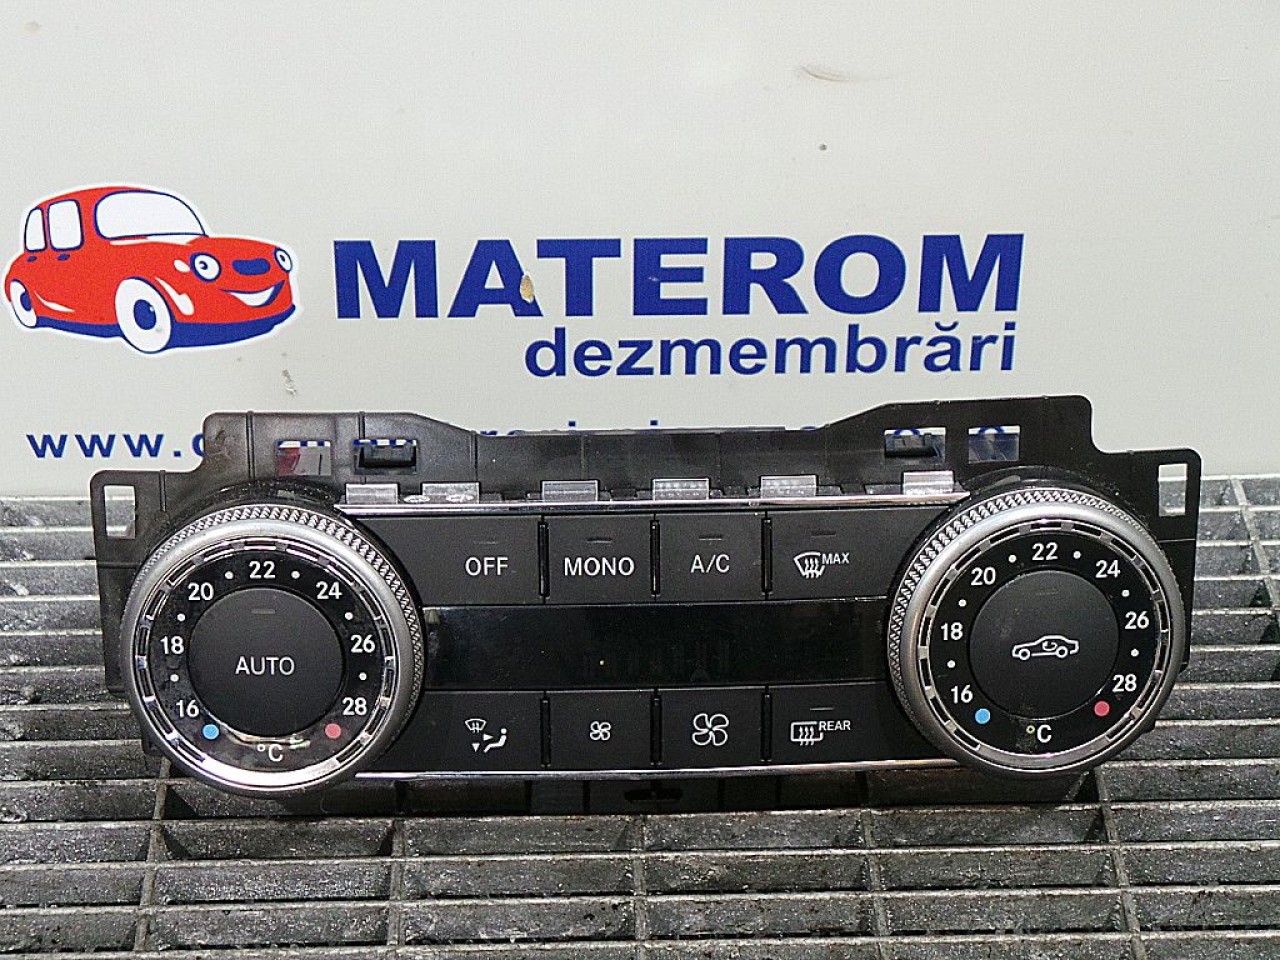 MATEROM
dezmembrări
www.
OFF MONO A/C MAX
16 18 20 22 24 26 28 °C
AUTO
16 18 20 22 24 26 28 °C
REAR